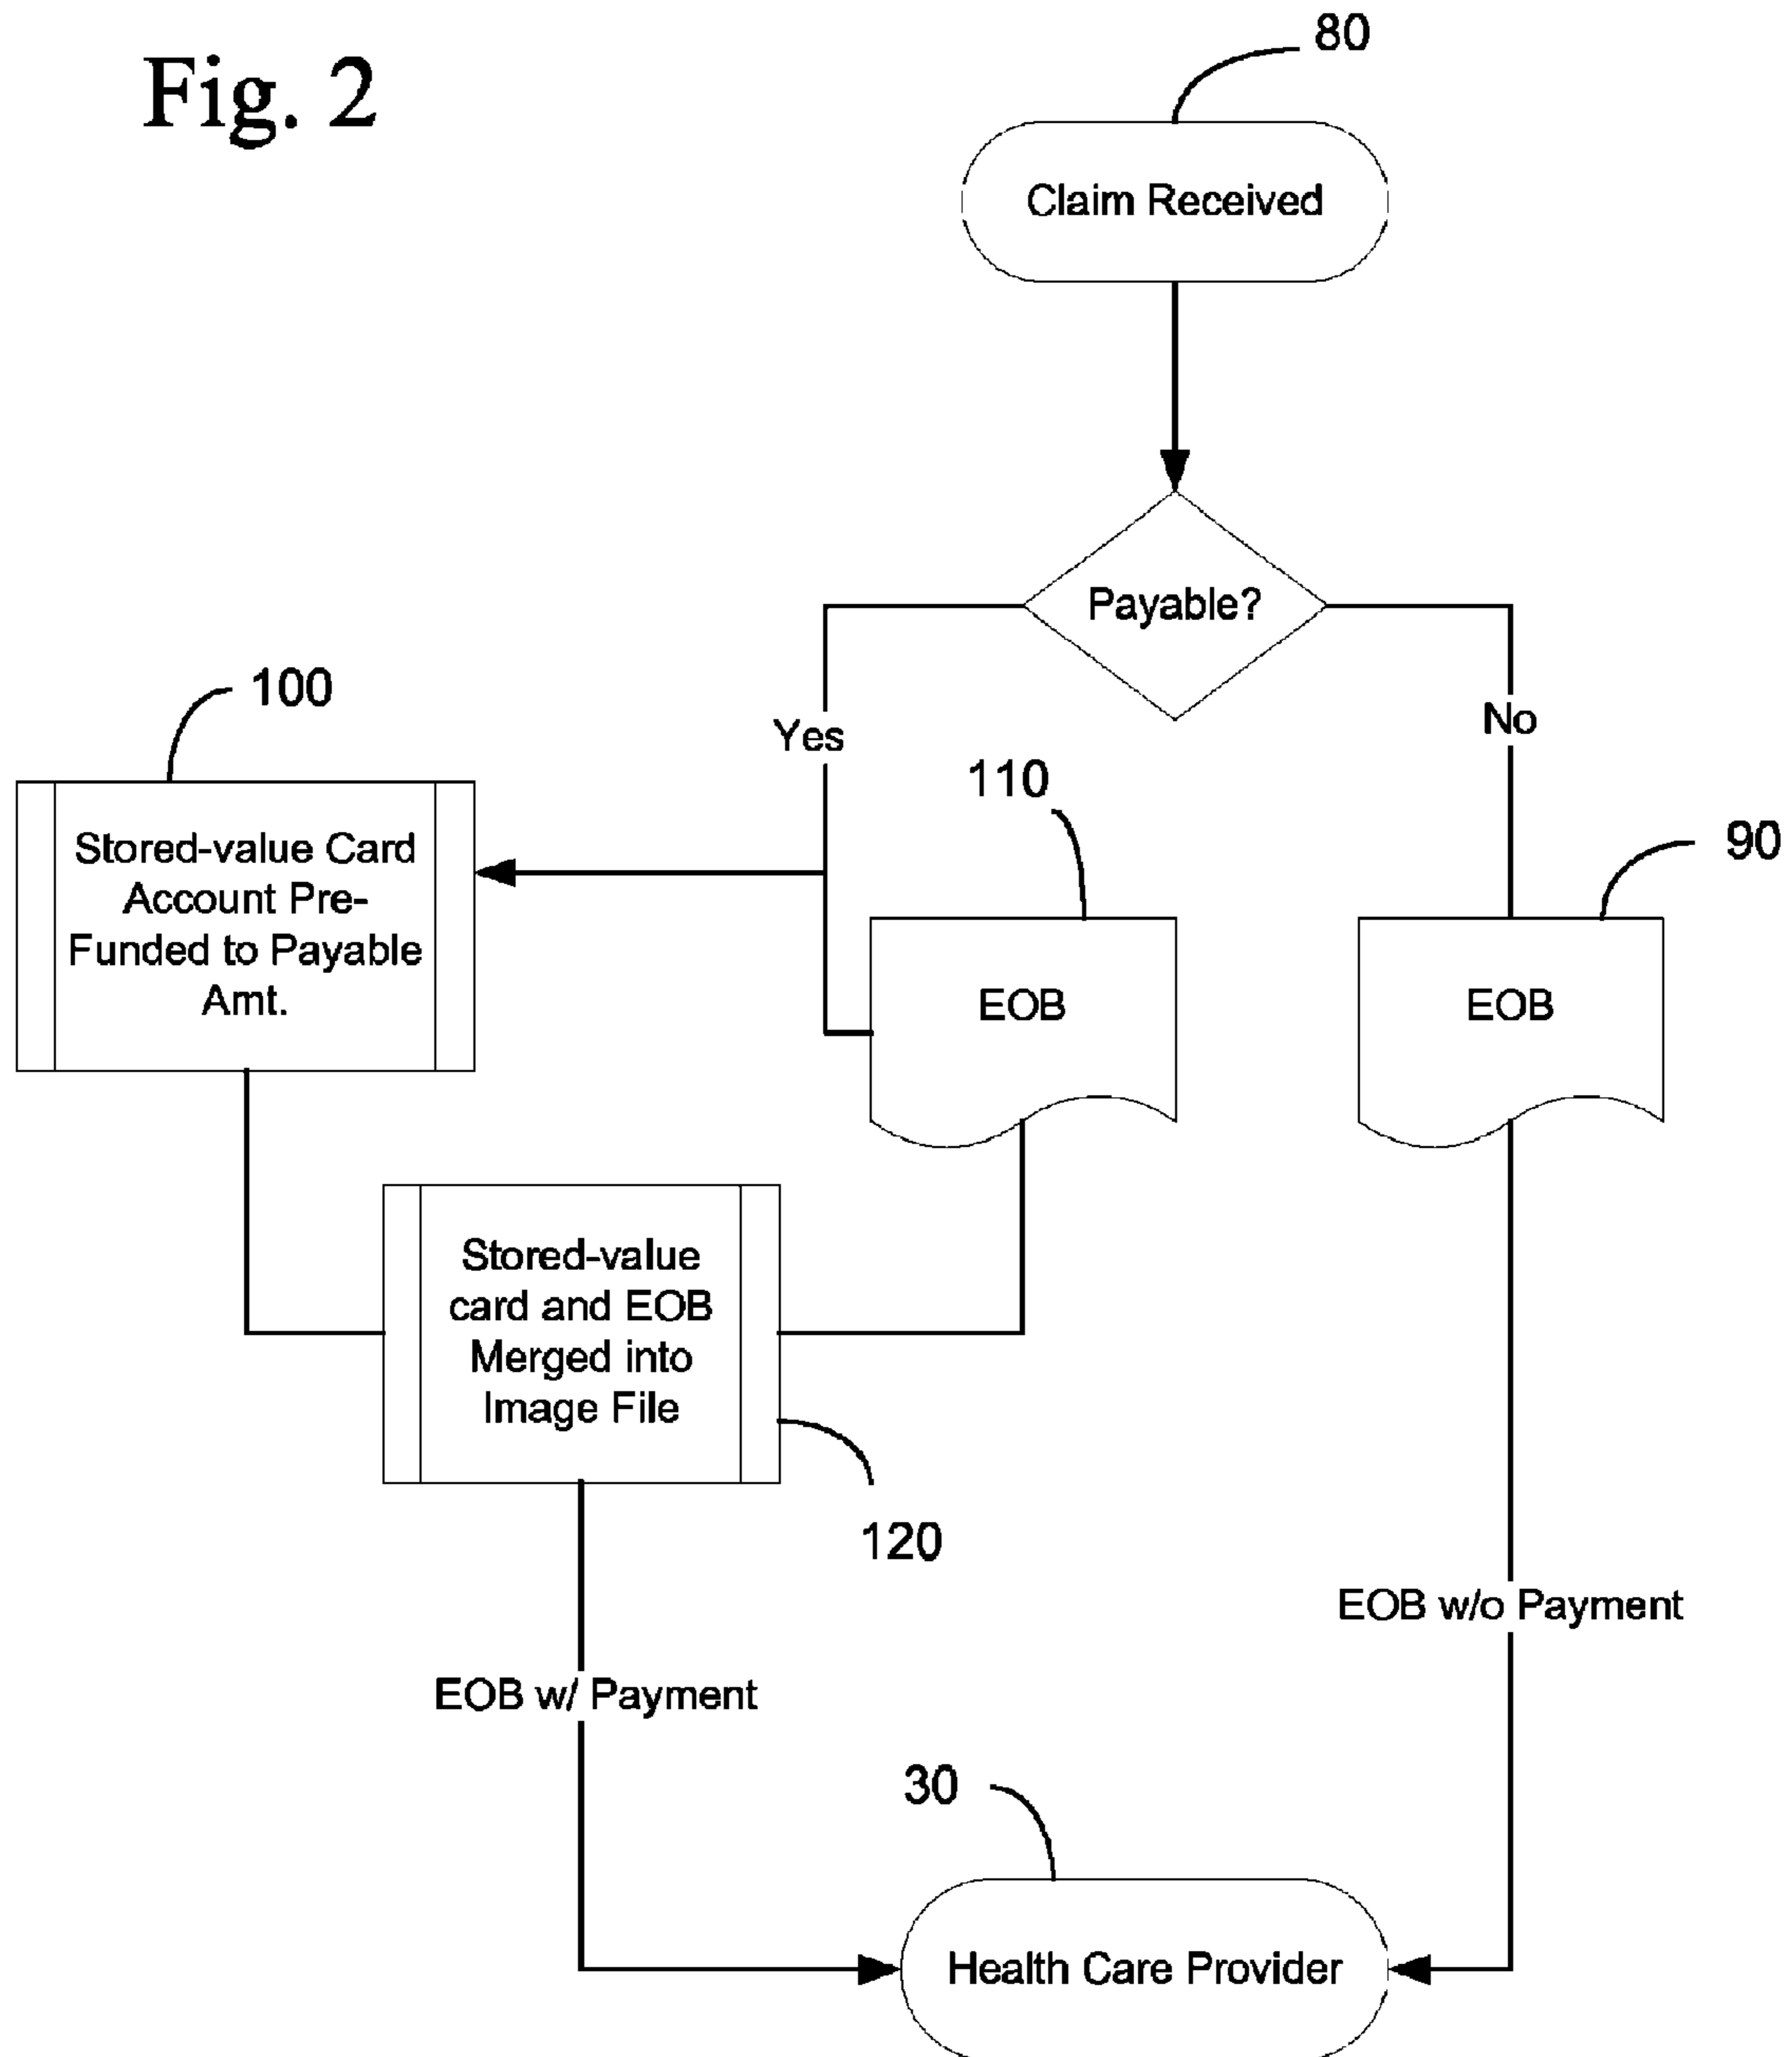 Fig. 2
80
Claim Received
Payable?
Yes
No
100
110
90
Stored-value Card
Account Pre-
Funded to Payable
Amt.
EOB
EOB
Stored-value
card and EOB
Merged into
Image File
120
EOB w/o Payment
EOB w/ Payment
30
Health Care Provider